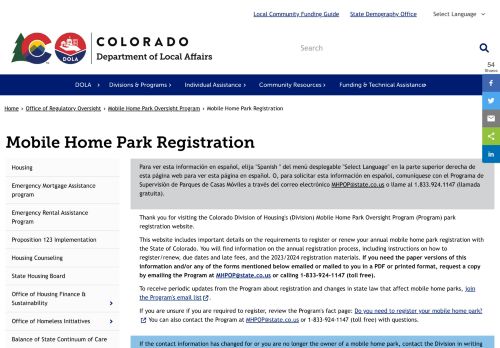 Local Community Funding Guide State Demography Office Select Language
COLORADO
Department of Local Affairs
CO
DOLA
Search
DOLA Divisions & Programs Individual Assistance Community Resources Funding & Technical Assistance
54
Shares
Home › Office of Regulatory Oversight › Mobile Home Park Oversight Program › Mobile Home Park Registration
Mobile Home Park Registration
Housing
Emergency Mortgage Assistance
program
Emergency Rental Assistance
Program
Proposition 123 Implementation
Housing Counseling
State Housing Board
Office of Housing Finance &
Sustainability
Office of Homeless Initiatives
Balance of State Continuum of Care
Para ver esta información en español, elija "Spanish " del menú desplegable "Select Language" en la parte superior derecha de
esta página web para ver esta página en español. O, para solicitar esta información en español, comuníquese con el Programa de
Supervisión de Parques de Casas Móviles a través del correo electrónico MHPOP@state.co.us o llame al 1.833.924.1147 (llamada
gratuita).
Thank you for visiting the Colorado Division of Housing's (Division) Mobile Home Park Oversight Program (Program) park
registration website.
This website includes important details on the requirements to register or renew your annual mobile home park registration with
the State of Colorado. You will find information on the annual registration process, including instructions on how to
register/renew, due dates and late fees, and the 2023/2024 registration materials. If you need the paper versions of this
information and/or any of the forms mentioned below emailed or mailed to you in a PDF or printed format, request a copy
by emailing the Program at MHPOP@state.co.us or calling 1-833-924-1147 (toll free).
To receive periodic updates from the Program about registration and changes in state law that affect mobile home parks, join
the Program's email list.
If you are unsure if you are required to register, review the Program's fact page: Do you need to register your mobile home park?
You can also contact the Program at MHPOP@state.co.us or 1-833-924-1147 (toll free) with questions.
If the contact information has changed for or you are no longer the owner of a mobile home park, contact the Division in writing